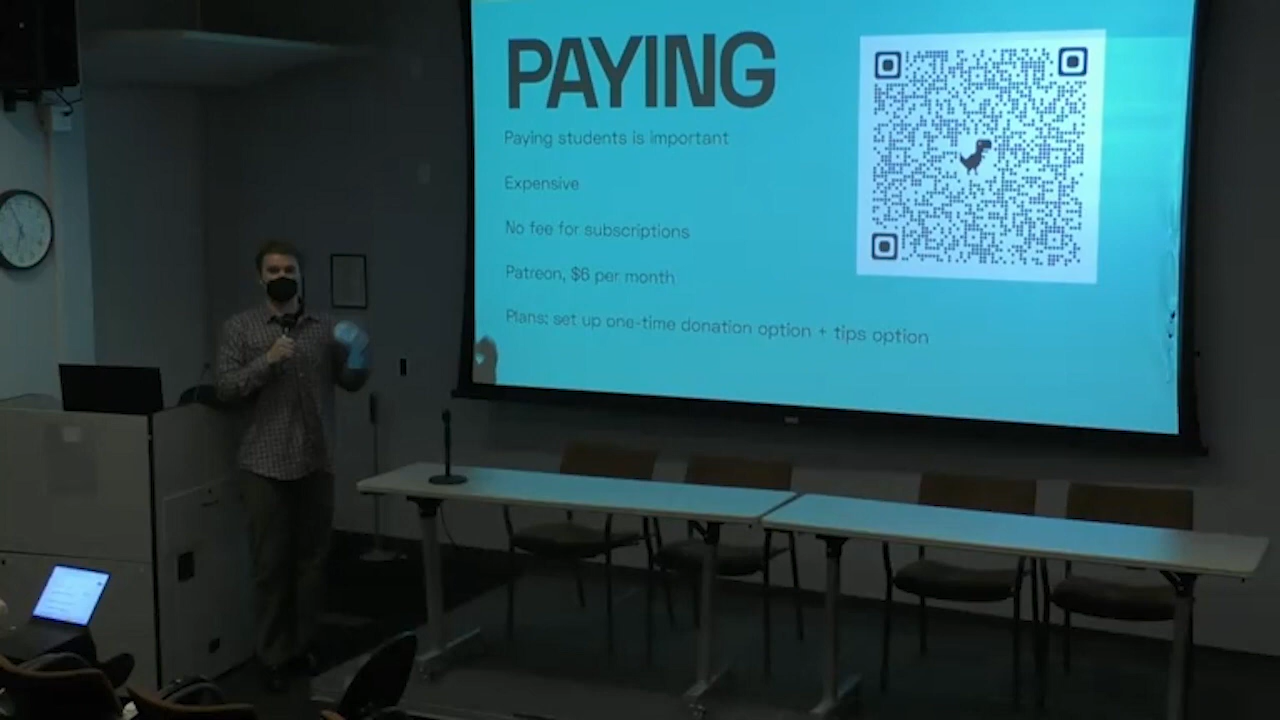 PAYING
Paying students is important
Expensive
No fee for subscriptions
Patreon, $6 per month
Plans: set up one-time donation option + tips option